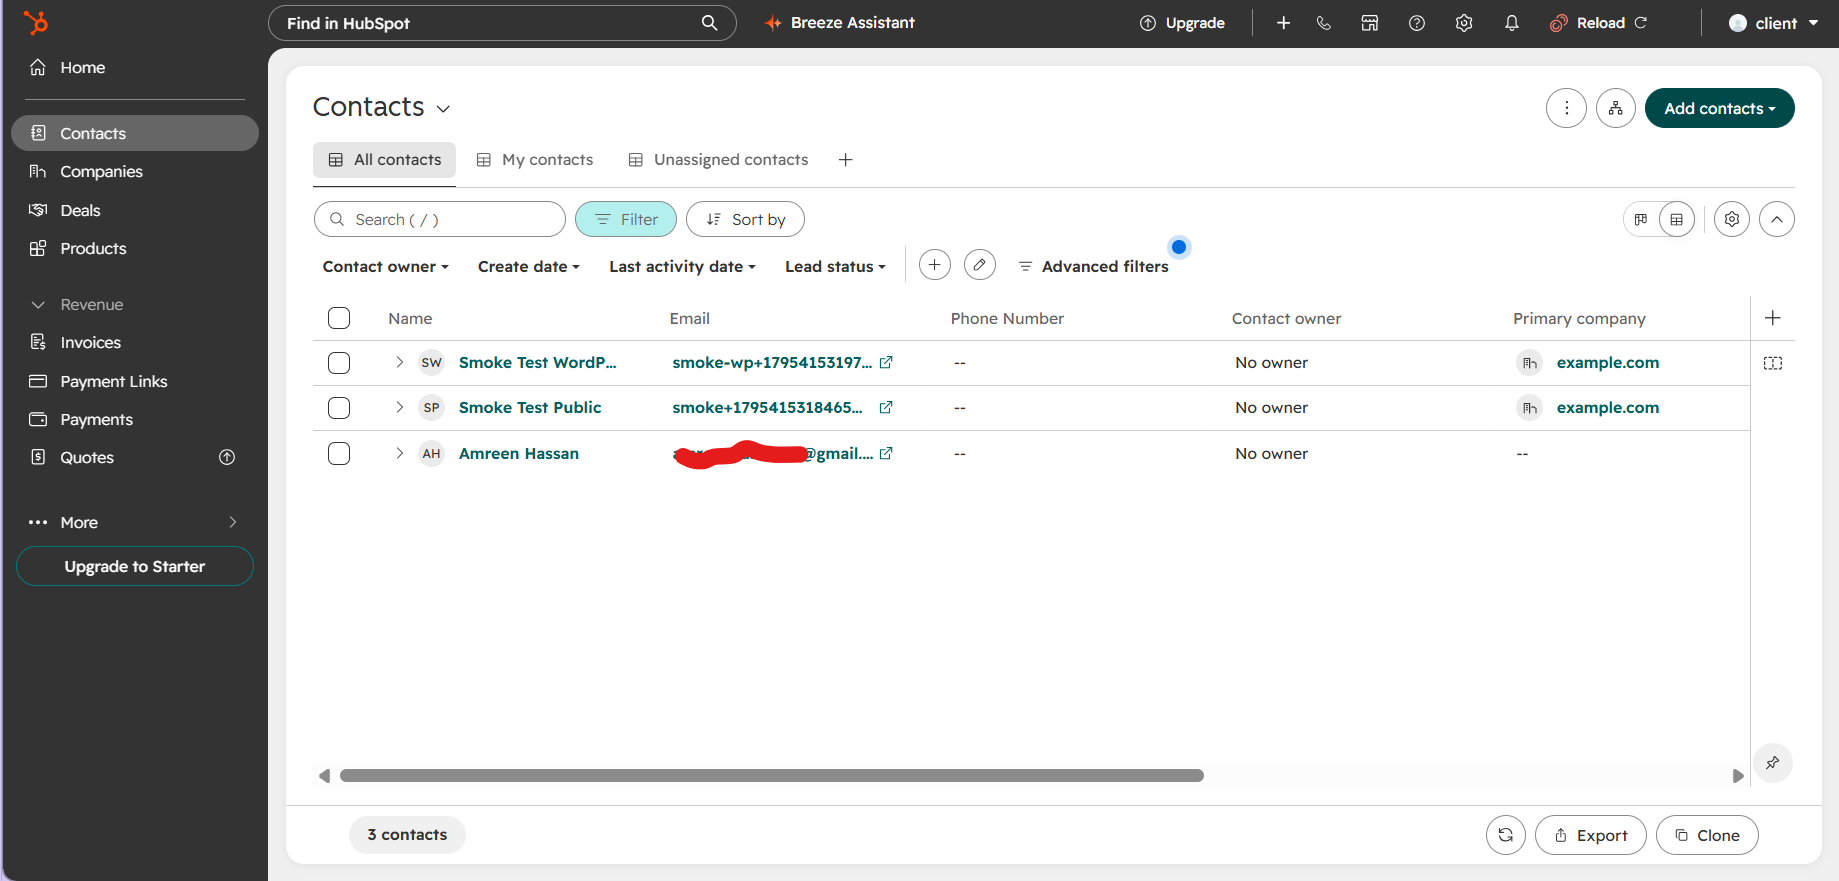 Find in HubSpot
Breeze Assistant
Upgrade
Reload
client
Home
Contacts
Companies
Deals
Products
Revenue
Invoices
Payment Links
Payments
Quotes
More
Upgrade to Starter
Contacts
Add contacts
All contacts
My contacts
Unassigned contacts
Search ( / )
Filter
Sort by
Contact owner
Create date
Last activity date
Lead status
Advanced filters
Name Email Phone Number Contact owner Primary company
SW Smoke Test WordP... smoke-wp+17954153197... -- No owner example.com
SP Smoke Test Public smoke+1795415318465... -- No owner example.com
AH Amreen Hassan @gmail.... -- No owner --
3 contacts
Export
Clone